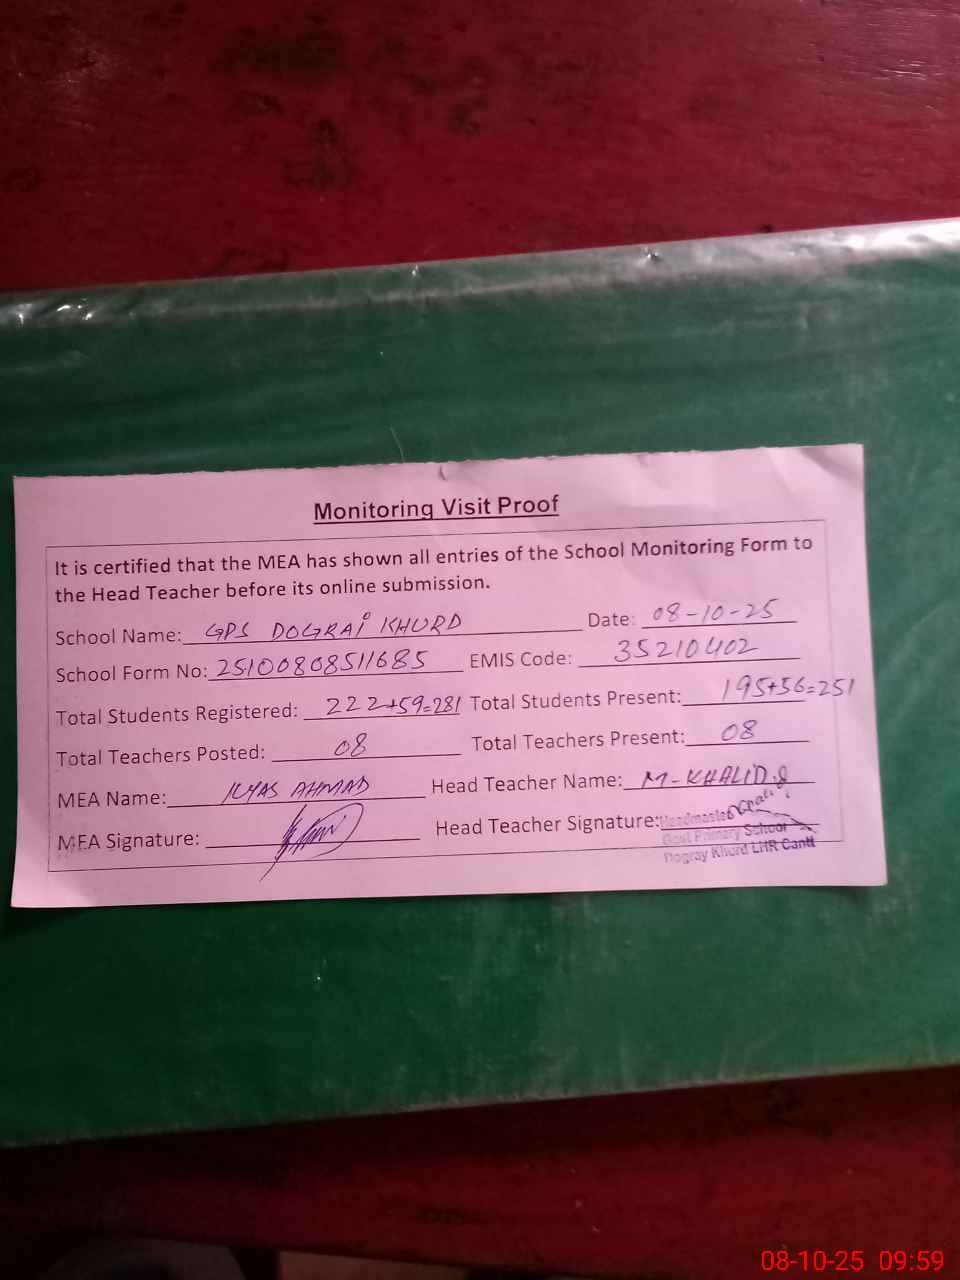 Monitoring Visit Proof
It is certified that the MEA has shown all entries of the School Monitoring Form to
the Head Teacher before its online submission.
School Name: GPS DOGRAI KHURD Date: 08-10-25
School Form No: 25100808511685 EMIS Code: 35210402
Total Students Registered: 222+59=281 Total Students Present: 195+56=251
Total Teachers Posted: 08 Total Teachers Present: 08
MEA Name: ILYAS AHMAD Head Teacher Name: M-KHALID
MEA Signature: Head Teacher Signature:
Headmaster
Govt Primary School
Dogray Khurd LHR Cantt
08-10-25 09:59